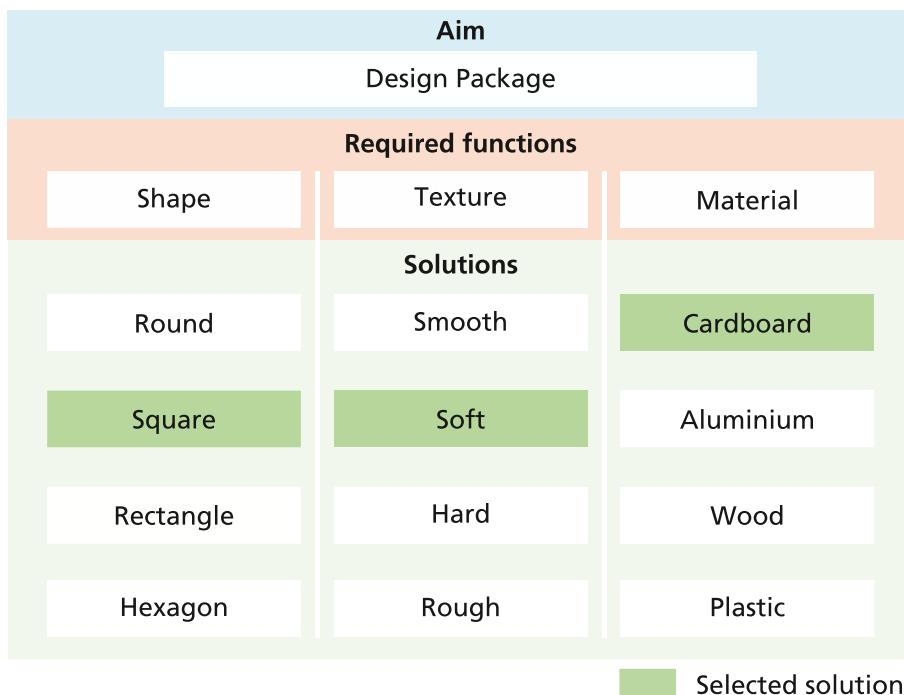 Aim
Design Package
Required functions
Shape Texture Material
Solutions
Round Smooth Cardboard
Square Soft Aluminium
Rectangle Hard Wood
Hexagon Rough Plastic
Selected solution